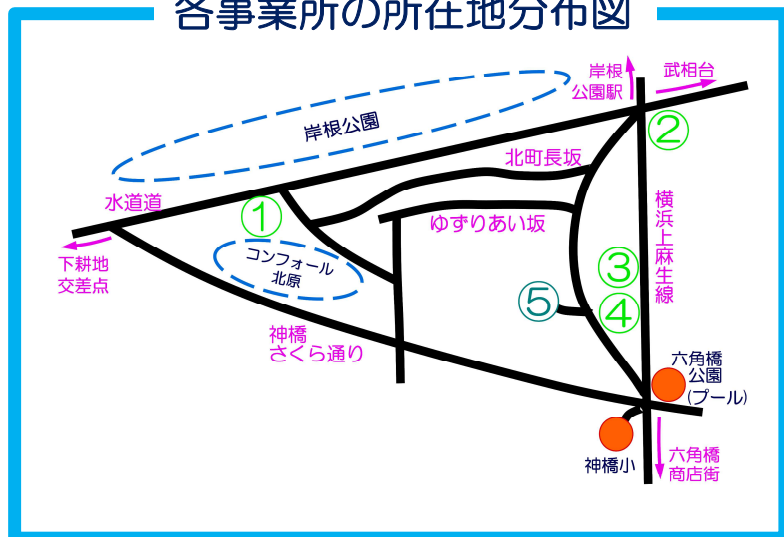 各事業所の所在地分布図
岸根
公園駅
武相台
岸根公園
②
北町長坂
水道道
①
ゆずりあい坂
横浜上麻生線
下耕地
交差点
コンフォール
北原
③
⑤
④
神橋
さくら通り
六角橋
公園
(プール)
神橋小
六角橋
商店街